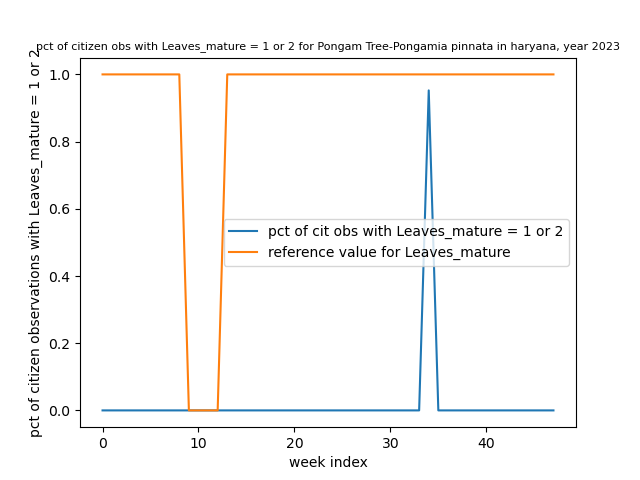 pct of citizen obs with Leaves_mature = 1 or 2 for Pongam Tree-Pongamia pinnata in haryana, year 2023
pct of citizen observations with Leaves_mature = 1 or 2
1.0
0.8
0.6
0.4
0.2
0.0
pct of cit obs with Leaves_mature = 1 or 2
reference value for Leaves_mature
0
10
20
30
40
week index